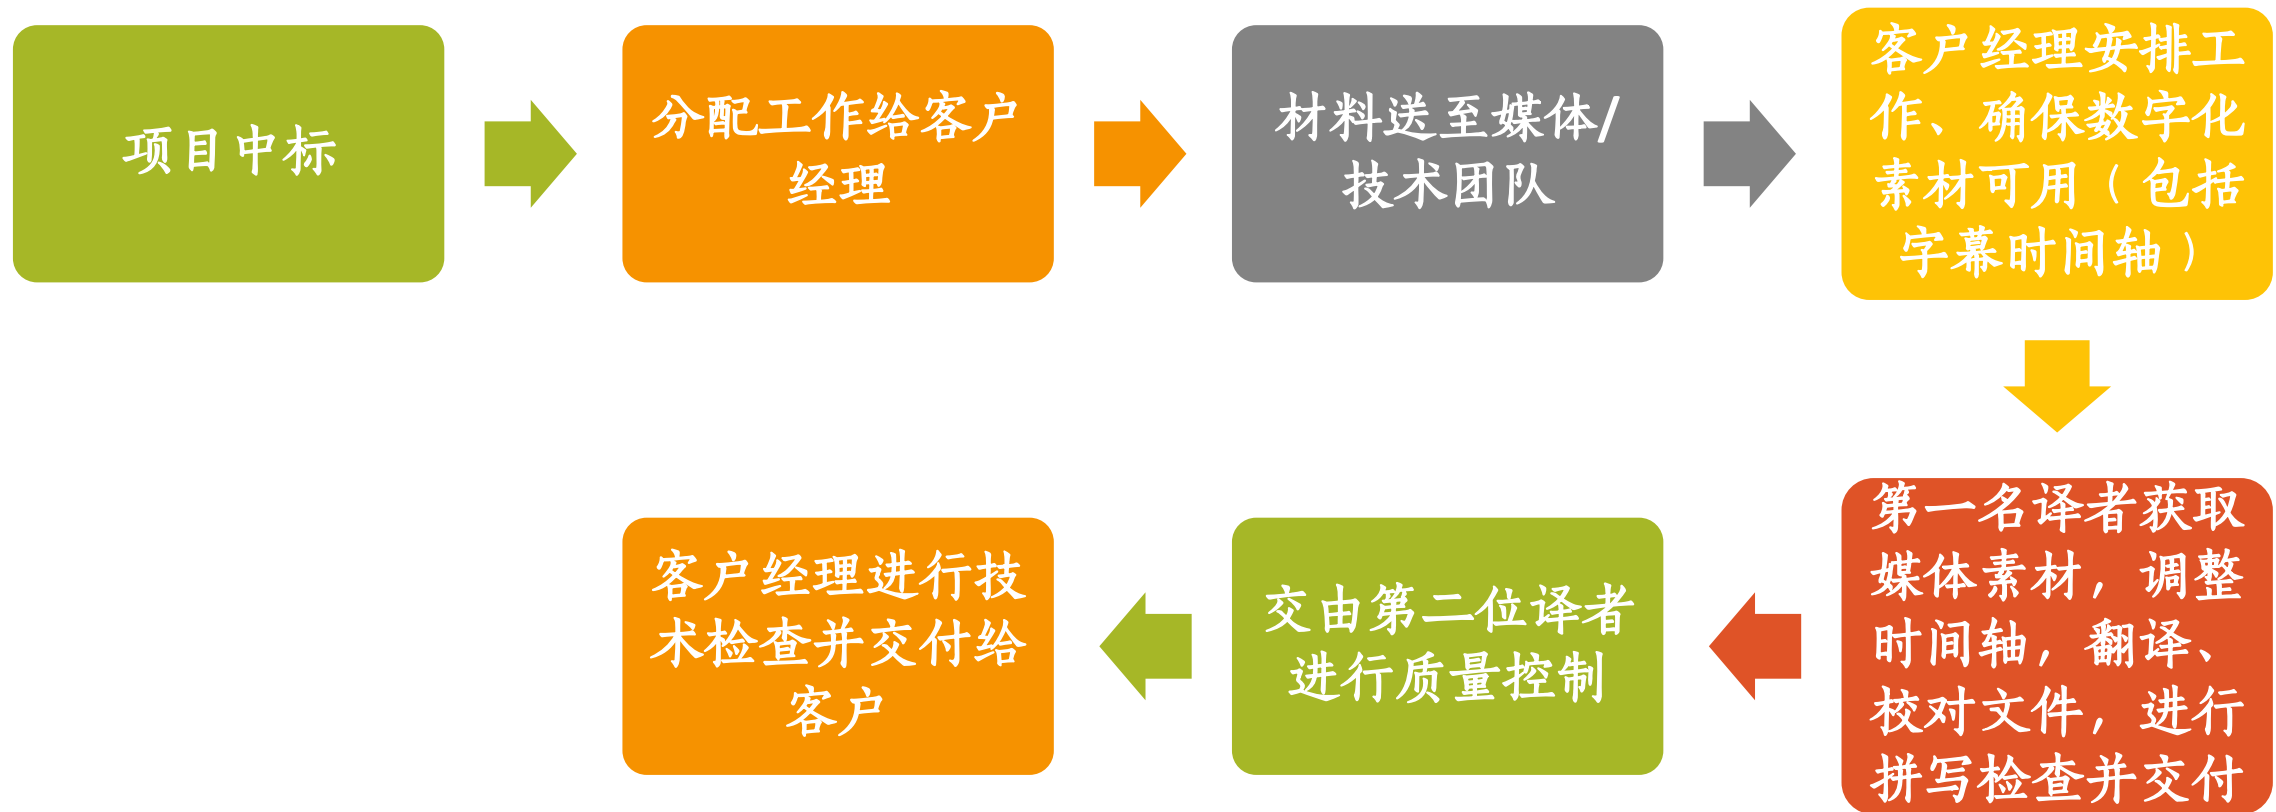 项目中标
分配工作给客户
经理
材料送至媒体/
技术团队
客户经理安排工
作、确保数字化
素材可用（包括
字幕时间轴）
第一名译者获取
媒体素材，调整
时间轴，翻译、
校对文件，进行
拼写检查并交付
交由第二位译者
进行质量控制
客户经理进行技
术检查并交付给
客户